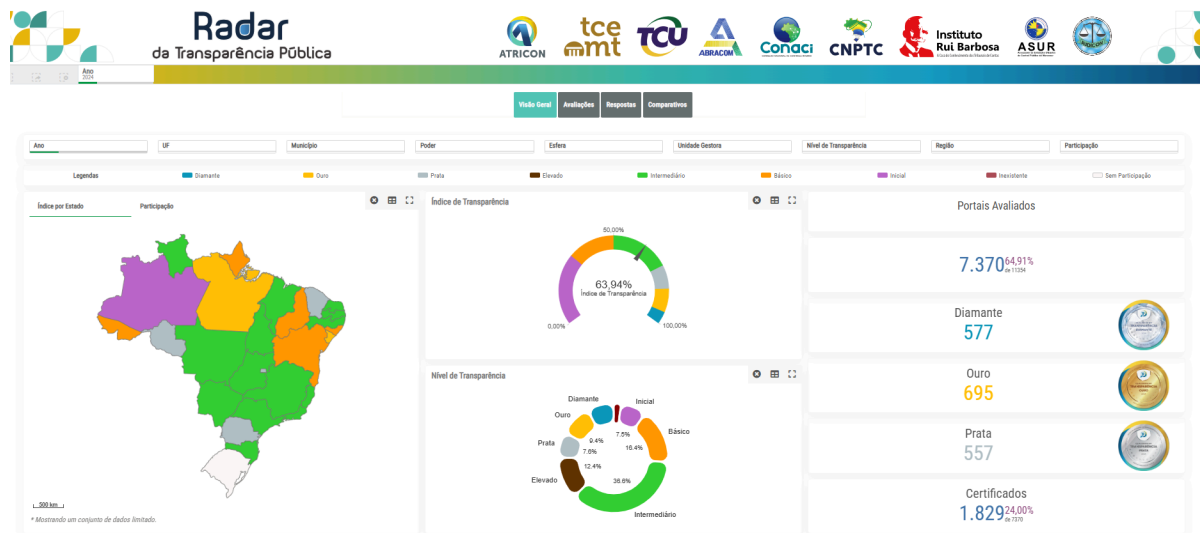 Radar
da Transparência Pública
ATRICON
tce
mt
TCU
ABRACOM
Conaci
CNPTC
Instituto
Rui Barbosa
ASUR
Ano
2024
Visão Geral
Avaliações
Respostas
Comparativos
Ano
UF
Município
Poder
Esfera
Unidade Gestora
Nível de Transparência
Região
Participação
Legendas
Diamante
Ouro
Prata
Elevado
Intermediário
Básico
Inicial
Inexistente
Sem Participação
Índice por Estado
Participação
500 km
* Mostrando um conjunto de dados limitado.
Índice de Transparência
50,00%
63,94%
Índice de Transparência
0,00%
100,00%
Nível de Transparência
Diamante
Inicial
Ouro
Básico
7.5%
9.4%
16.4%
Prata
7.6%
12.4%
Elevado
36.6%
Intermediário
Portais Avaliados
7.370
64,91%
de 11354
Diamante
577
Ouro
695
Prata
557
Certificados
1.829
24,00%
de 7370